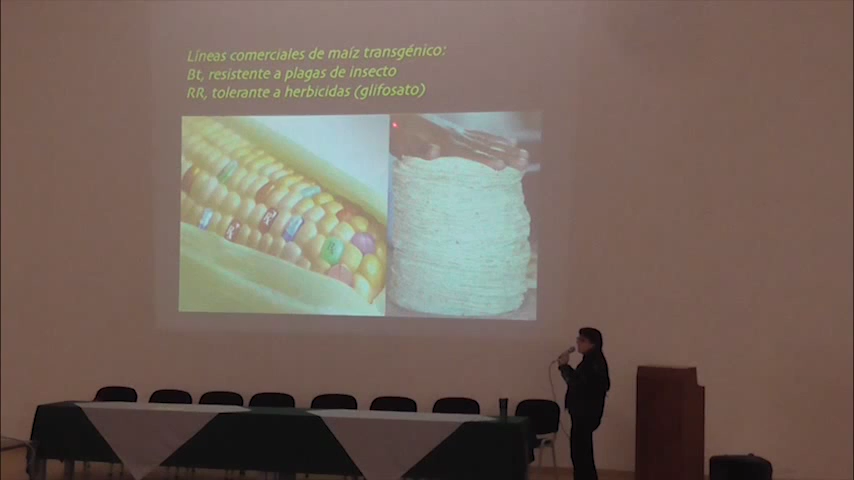 Líneas comerciales de maíz transgénico:
Bt, resistente a plagas de insecto
RR, tolerante a herbicidas (glifosato)